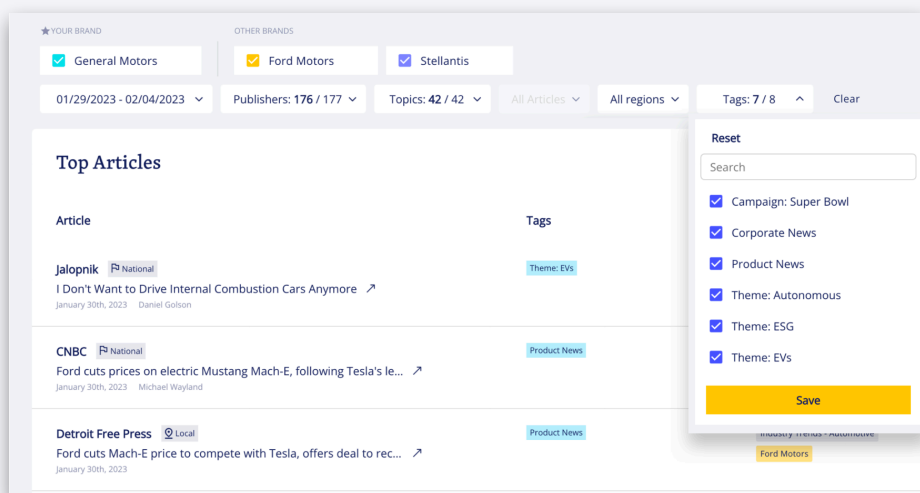 YOUR BRAND
OTHER BRANDS
General Motors
Ford Motors
Stellantis
01/29/2023 - 02/04/2023
Publishers: 176 / 177
Topics: 42 / 42
All Articles
All regions
Tags: 7 / 8
Clear
Reset
Search
Campaign: Super Bowl
Corporate News
Product News
Theme: Autonomous
Theme: ESG
Theme: EVs
Save
Top Articles
Article
Tags
Jalopnik National
Theme: EVs
I Don't Want to Drive Internal Combustion Cars Anymore
January 30th, 2023 Daniel Golson
CNBC National
Product News
Ford cuts prices on electric Mustang Mach-E, following Tesla's le...
January 30th, 2023 Michael Wayland
Detroit Free Press Local
Product News
Industry Trends - Automotive
Ford cuts Mach-E price to compete with Tesla, offers deal to rec...
Ford Motors
January 30th, 2023